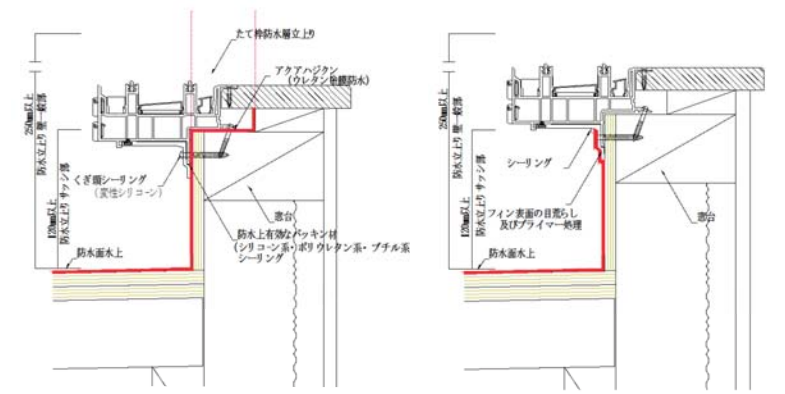 たて枠防水層立上り
アクアハジクン
(ウレタン塗膜防水)
250mm以上
防水立上り 壁一般部
120mm以上
防水立上り サッシ部
くぎ頭シーリング
(変性シリコーン)
窓台
防水上有効なパッキン材
(シリコーン系・ポリウレタン系・ブチル系
シーリング
防水面水上
250mm以上
防水立上り 壁一般部
120mm以上
防水立上り サッシ部
シーリング
フィン表面の目荒らし
及びプライマー処理
窓台
防水面水上